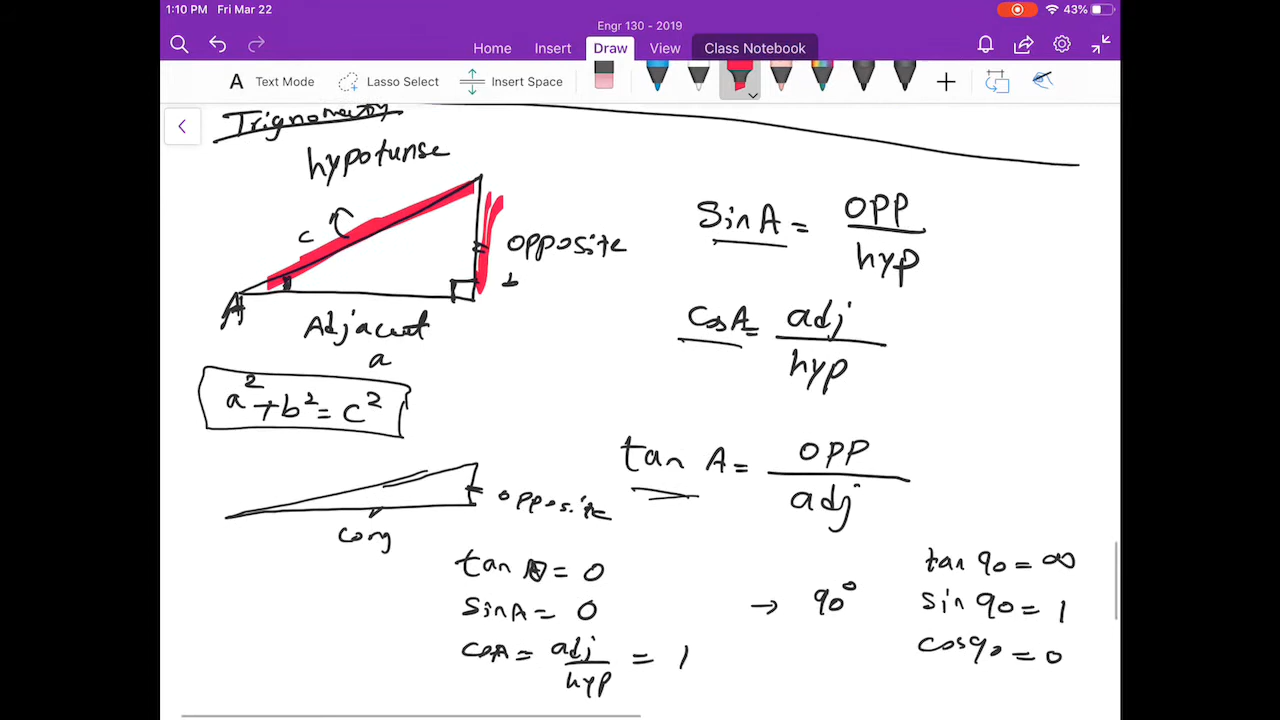 1:10 PM Fri Mar 22
43%
Engr 130 - 2019
Home Insert Draw View Class Notebook
Text Mode Lasso Select Insert Space
Trignometry
hypotunse
c
opposite
b
A
Adjacent
a
a² + b² = c²
Sin A = opp / hyp
Cos A = adj / hyp
tan A = opp / adj
opposite
tan 0 = 0
sin A = 0
cos A = adj / hyp = 1
→ 90°
tan 90 = ∞
sin 90 = 1
cos 90 = 0